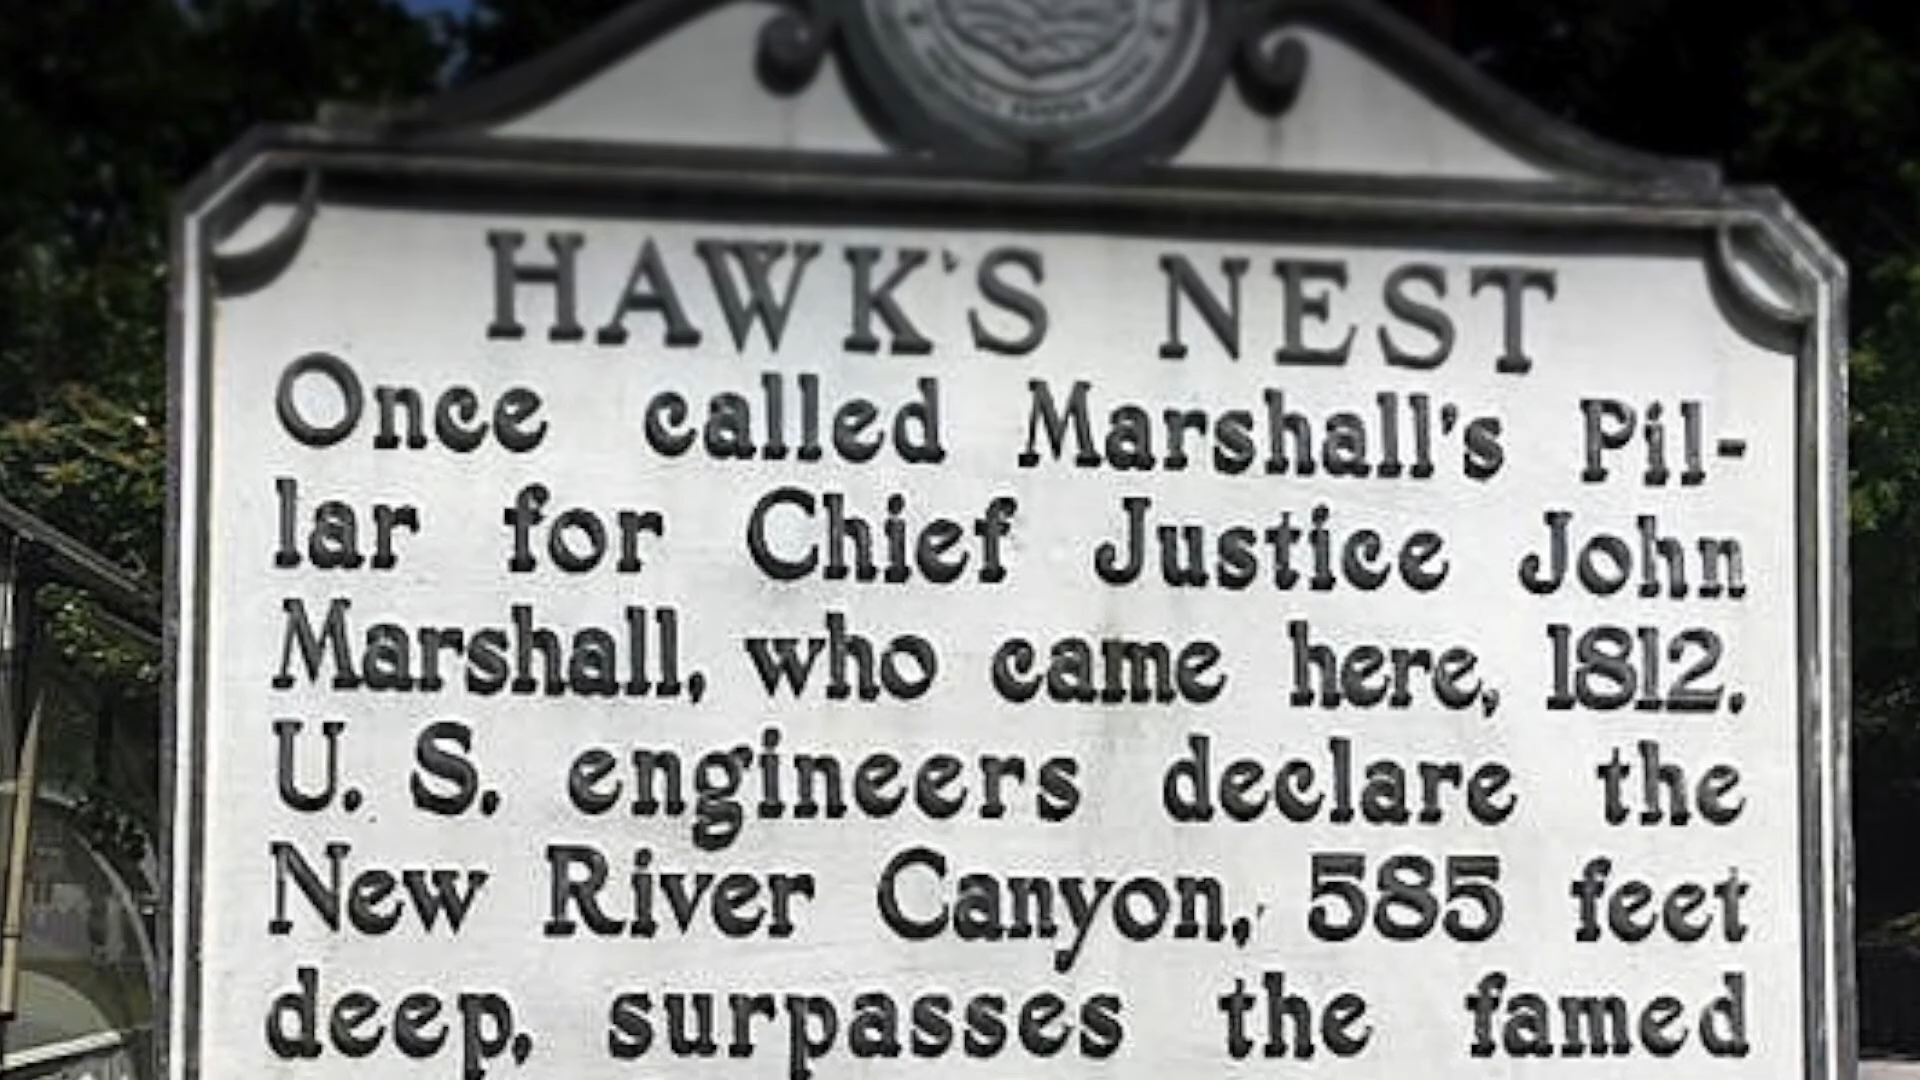 HAWK'S NEST
Once called Marshall's Pil-
lar for Chief Justice John
Marshall, who came here, 1812.
U. S. engineers declare the
New River Canyon, 585 feet
deep, surpasses the famed